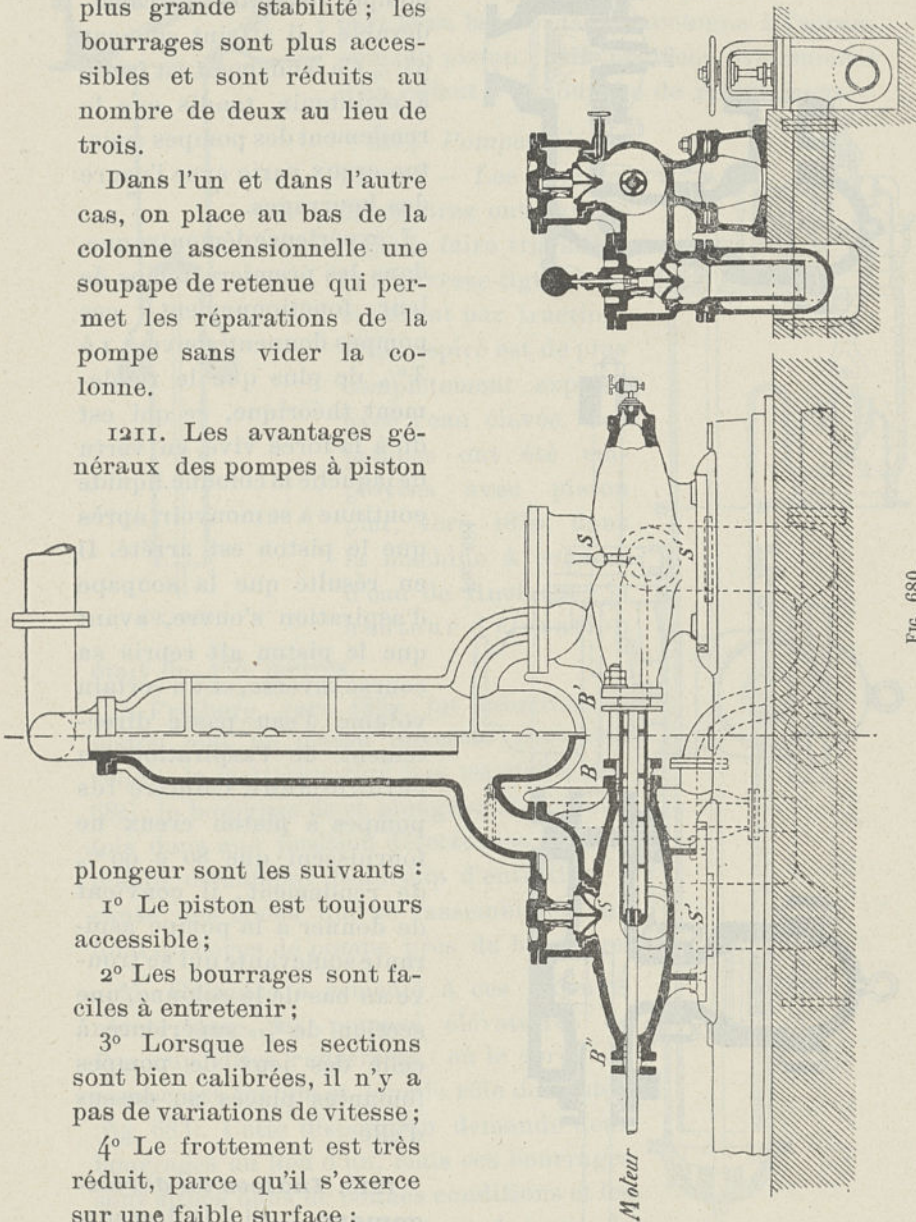 plus grande stabilité ; les
bourrages sont plus acces-
sibles et sont réduits au
nombre de deux au lieu de
trois.
Dans l'un et dans l'autre
cas, on place au bas de la
colonne ascensionnelle une
soupape de retenue qui per-
met les réparations de la
pompe sans vider la co-
lonne.
1211. Les avantages gé-
néraux des pompes à piston
plongeur sont les suivants :
1° Le piston est toujours
accessible ;
2° Les bourrages sont fa-
ciles à entretenir ;
3° Lorsque les sections
sont bien calibrées, il n'y a
pas de variations de vitesse ;
4° Le frottement est très
réduit, parce qu'il s'exerce
sur une faible surface ;
S
S'
B'
B
S
S'
B"
Moteur
Fig. 680